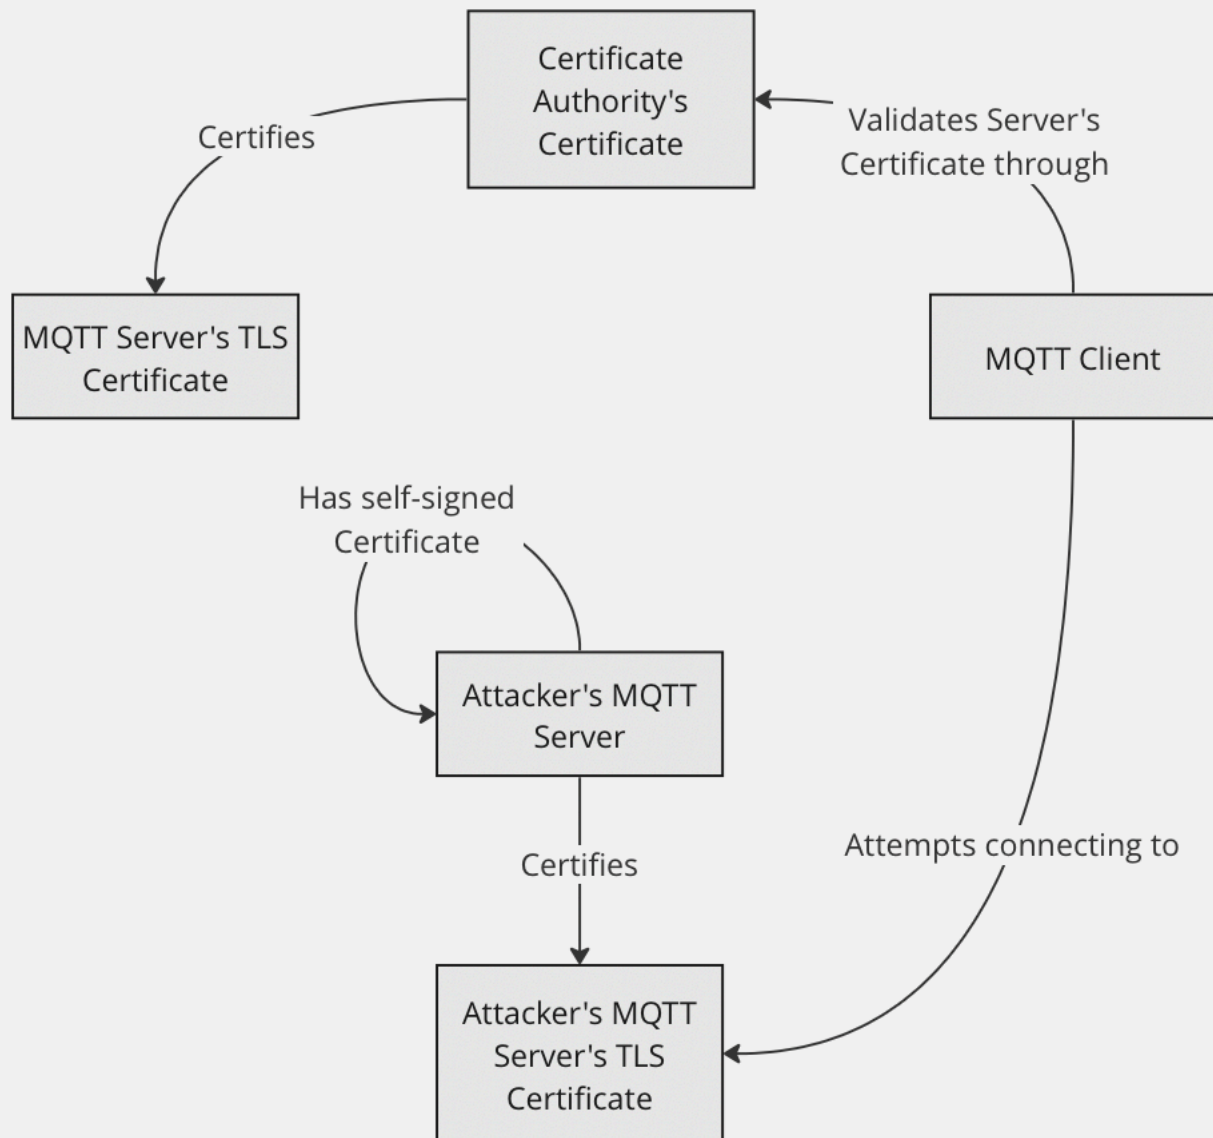 Certificate
Authority's
Certificate
Certifies
Validates Server's
Certificate through
MQTT Server's TLS
Certificate
MQTT Client
Has self-signed
Certificate
Attacker's MQTT
Server
Certifies
Attempts connecting to
Attacker's MQTT
Server's TLS
Certificate